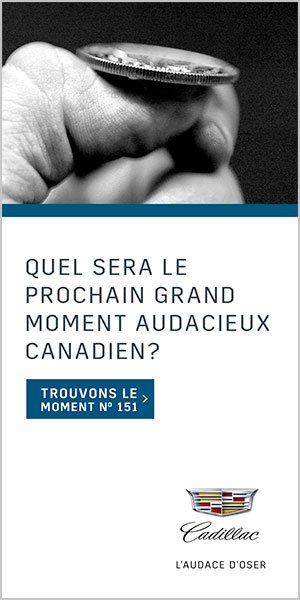 QUEL SERA LE
PROCHAIN GRAND
MOMENT AUDACIEUX
CANADIEN?
TROUVONS LE
MOMENT Nº 151
Cadillac
L'AUDACE D'OSER